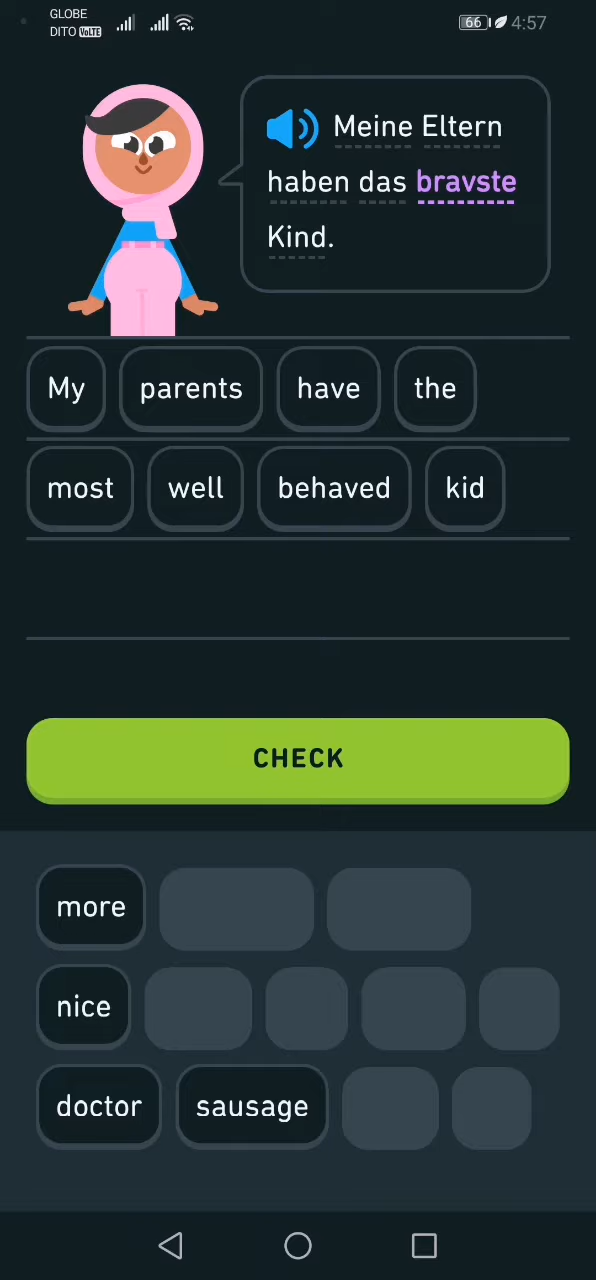 GLOBE
DITO VoLTE
66 4:57
Meine Eltern
haben das bravste
Kind.
My parents have the
most well behaved kid
CHECK
more
nice
doctor sausage